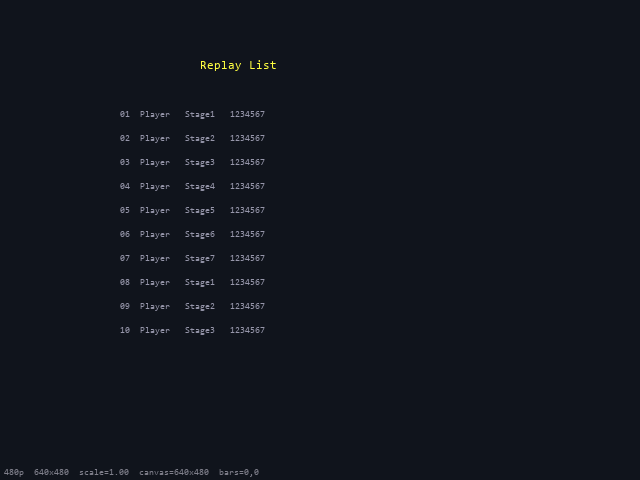 Replay List
01  Player   Stage1   1234567
02  Player   Stage2   1234567
03  Player   Stage3   1234567
04  Player   Stage4   1234567
05  Player   Stage5   1234567
06  Player   Stage6   1234567
07  Player   Stage7   1234567
08  Player   Stage1   1234567
09  Player   Stage2   1234567
10  Player   Stage3   1234567
480p  640x480  scale=1.00  canvas=640x480  bars=0,0